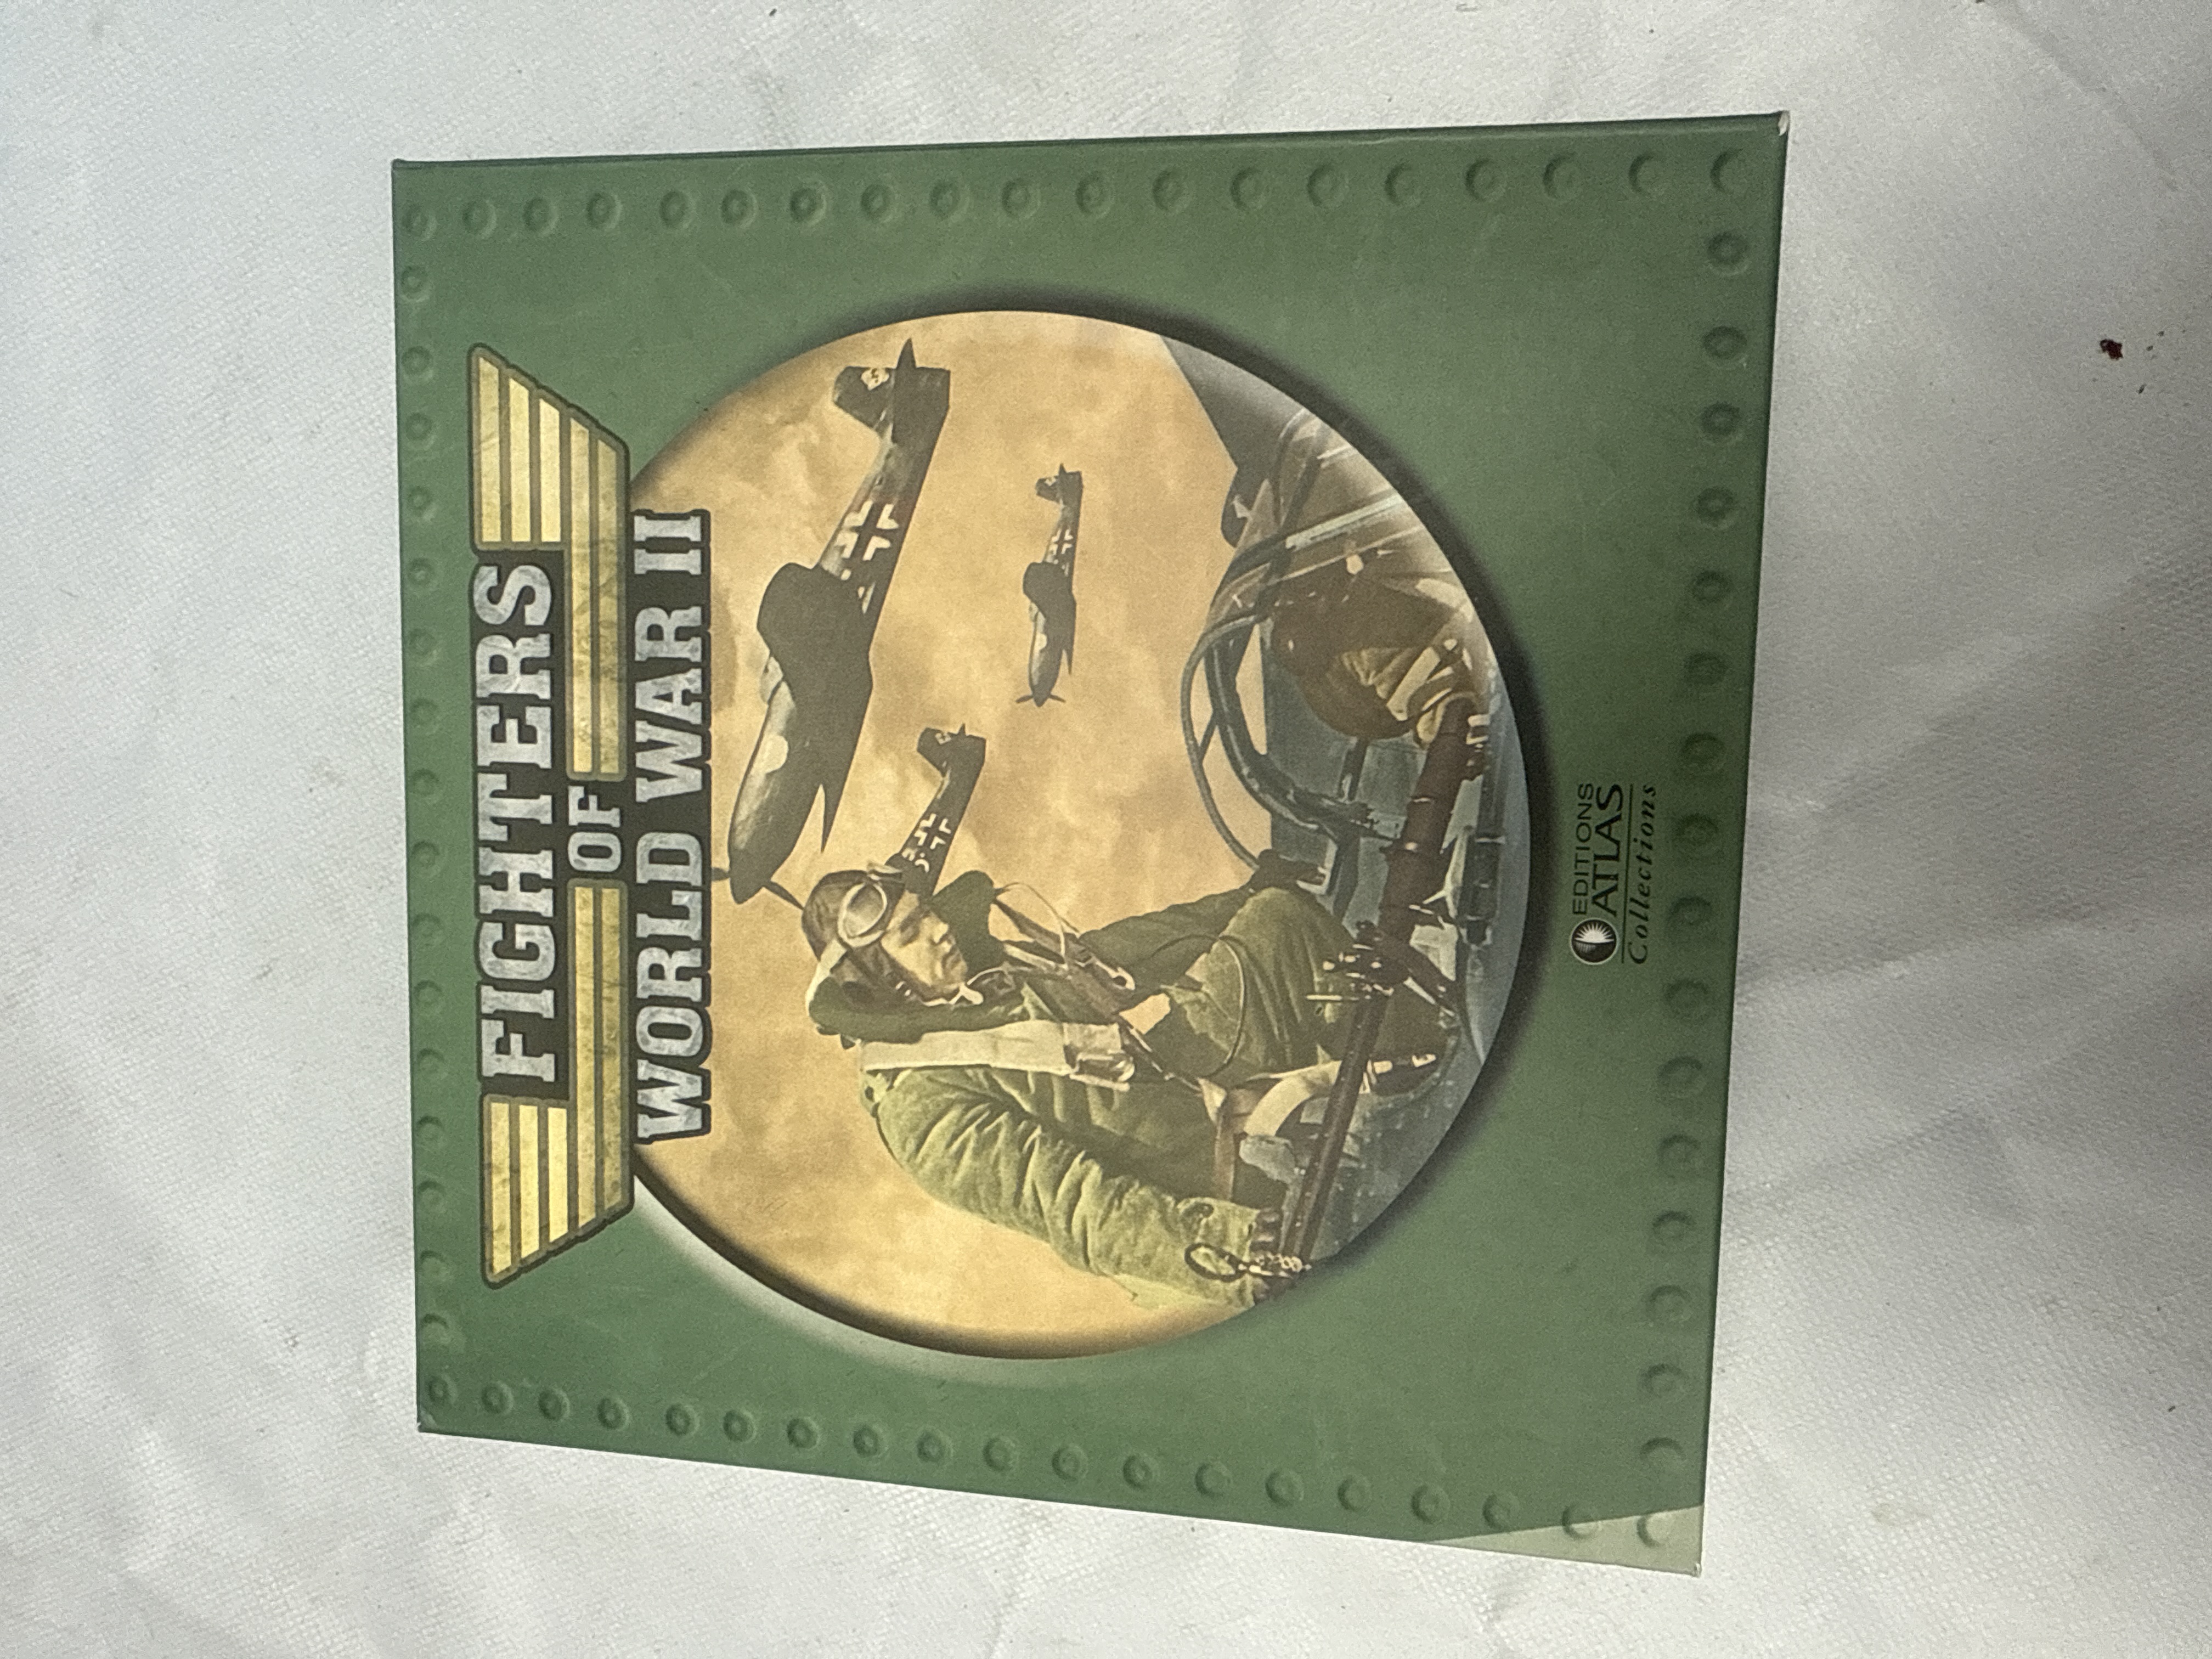 FIGHTERS
OF
WORLD WAR II
EDITIONS
ATLAS
Collections